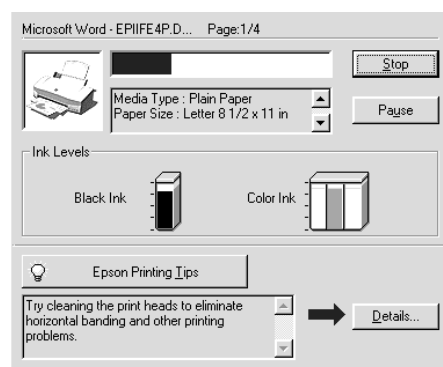 Microsoft Word - EPIIFE4P.D... Page:1/4
Stop
Media Type : Plain Paper
Paper Size : Letter 8 1/2 x 11 in
Pause
Ink Levels
Black Ink
Color Ink
Epson Printing Tips
Try cleaning the print heads to eliminate
horizontal banding and other printing
problems.
Details...